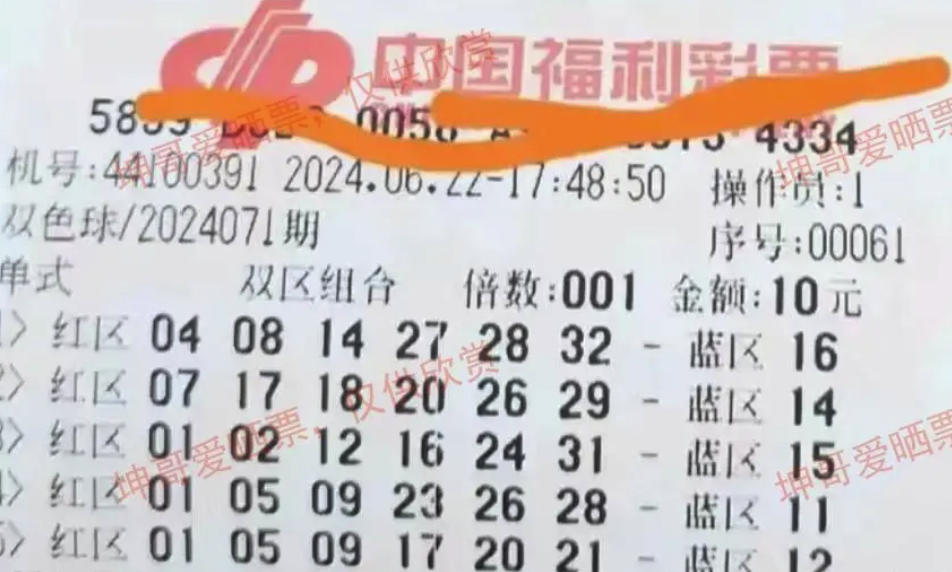 中国福利彩票
0058 4334
机号:44100391 2024.06.22-17:48:50 操作员:1
双色球/2024071期 序号:00061
单式 双区组合 倍数:001 金额:10元
1> 红区 04 08 14 27 28 32 - 蓝区 16
2> 红区 07 17 18 20 26 29 - 蓝区 14
3> 红区 01 02 12 16 24 31 - 蓝区 15
4> 红区 01 05 09 23 26 28 - 蓝区 11
5> 红区 01 05 09 17 20 21 - 蓝区 12
坤哥爱晒票，仅供欣赏
坤哥爱晒票
坤哥爱晒票，仅供欣赏
坤哥爱晒票